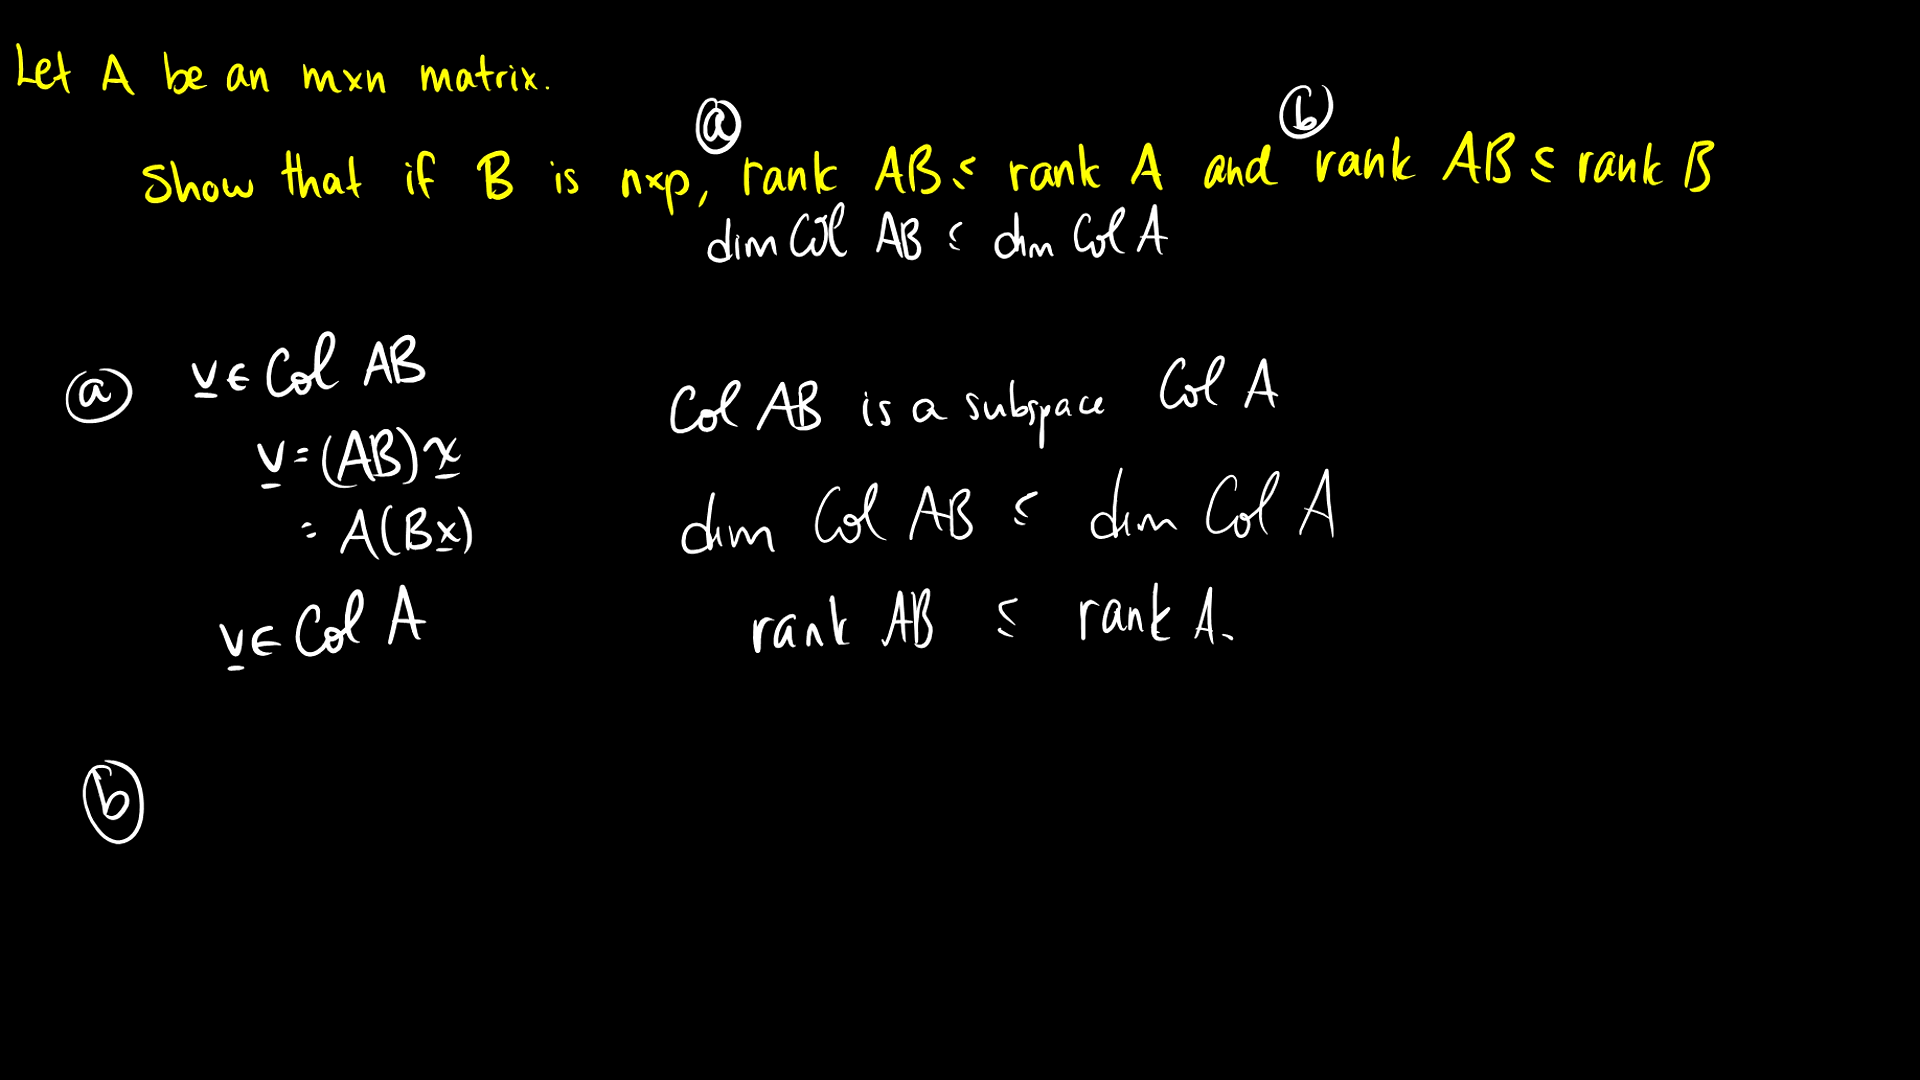 Let A be an mxn matrix.
ⓐ ⓑ
Show that if B is nxp, rank AB ≤ rank A and rank AB ≤ rank B
dim Col AB ≤ dim Col A
ⓐ v ∈ Col AB
v = (AB)x
= A(Bx)
v ∈ Col A
Col AB is a subspace Col A
dim Col AB ≤ dim Col A
rank AB ≤ rank A.
ⓑ